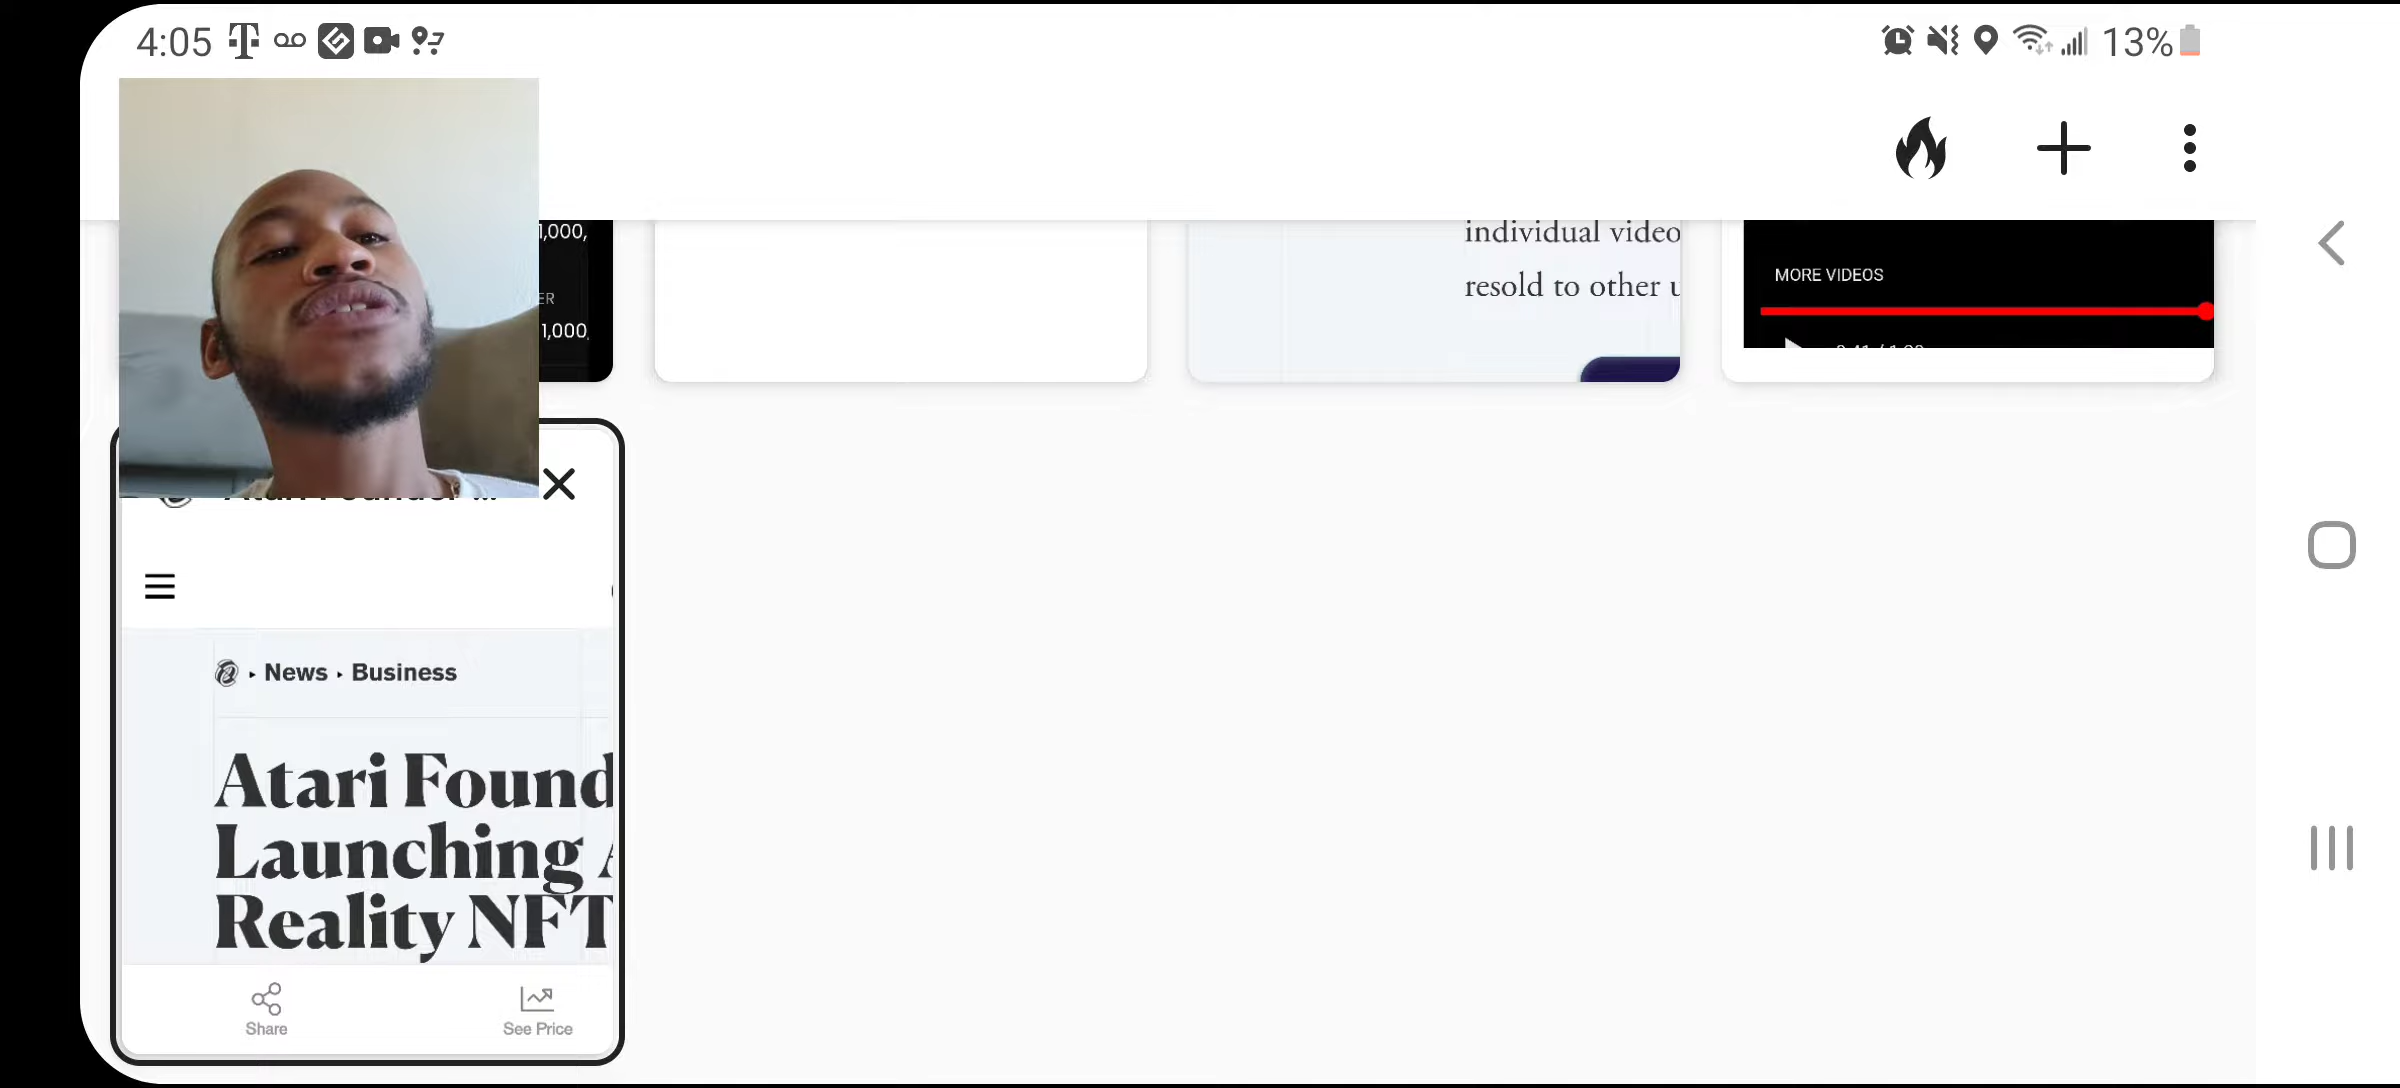 4:05
13%
1,000,
individual video
MORE VIDEOS
resold to other u
1,000,
News
Business
Atari Found
Launching
Reality NFT
Share
See Price